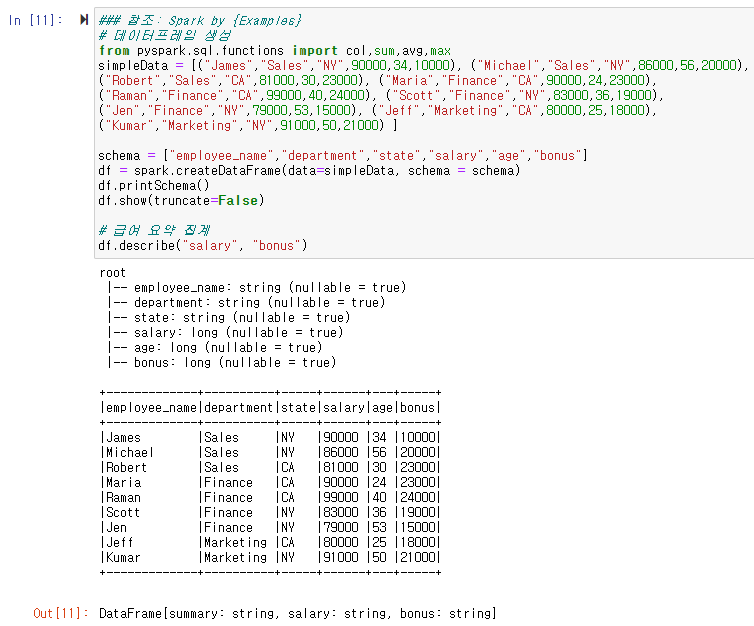 In [11]:
### 참조: Spark by {Examples}
# 데이터프레임 생성
from pyspark.sql.functions import col,sum,avg,max
simpleData = [("James","Sales","NY",90000,34,10000), ("Michael","Sales","NY",86000,56,20000),
("Robert","Sales","CA",81000,30,23000), ("Maria","Finance","CA",90000,24,23000),
("Raman","Finance","CA",99000,40,24000), ("Scott","Finance","NY",83000,36,19000),
("Jen","Finance","NY",79000,53,15000), ("Jeff","Marketing","CA",80000,25,18000),
("Kumar","Marketing","NY",91000,50,21000) ]

schema = ["employee_name","department","state","salary","age","bonus"]
df = spark.createDataFrame(data=simpleData, schema = schema)
df.printSchema()
df.show(truncate=False)

# 급여 요약 집계
df.describe("salary", "bonus")

root
 |-- employee_name: string (nullable = true)
 |-- department: string (nullable = true)
 |-- state: string (nullable = true)
 |-- salary: long (nullable = true)
 |-- age: long (nullable = true)
 |-- bonus: long (nullable = true)

+-------------+----------+-----+------+---+-----+
|employee_name|department|state|salary|age|bonus|
+-------------+----------+-----+------+---+-----+
|James        |Sales     |NY   |90000 |34 |10000|
|Michael      |Sales     |NY   |86000 |56 |20000|
|Robert       |Sales     |CA   |81000 |30 |23000|
|Maria        |Finance   |CA   |90000 |24 |23000|
|Raman        |Finance   |CA   |99000 |40 |24000|
|Scott        |Finance   |NY   |83000 |36 |19000|
|Jen          |Finance   |NY   |79000 |53 |15000|
|Jeff         |Marketing |CA   |80000 |25 |18000|
|Kumar        |Marketing |NY   |91000 |50 |21000|
+-------------+----------+-----+------+---+-----+

Out[11]: DataFrame[summary: string, salary: string, bonus: string]